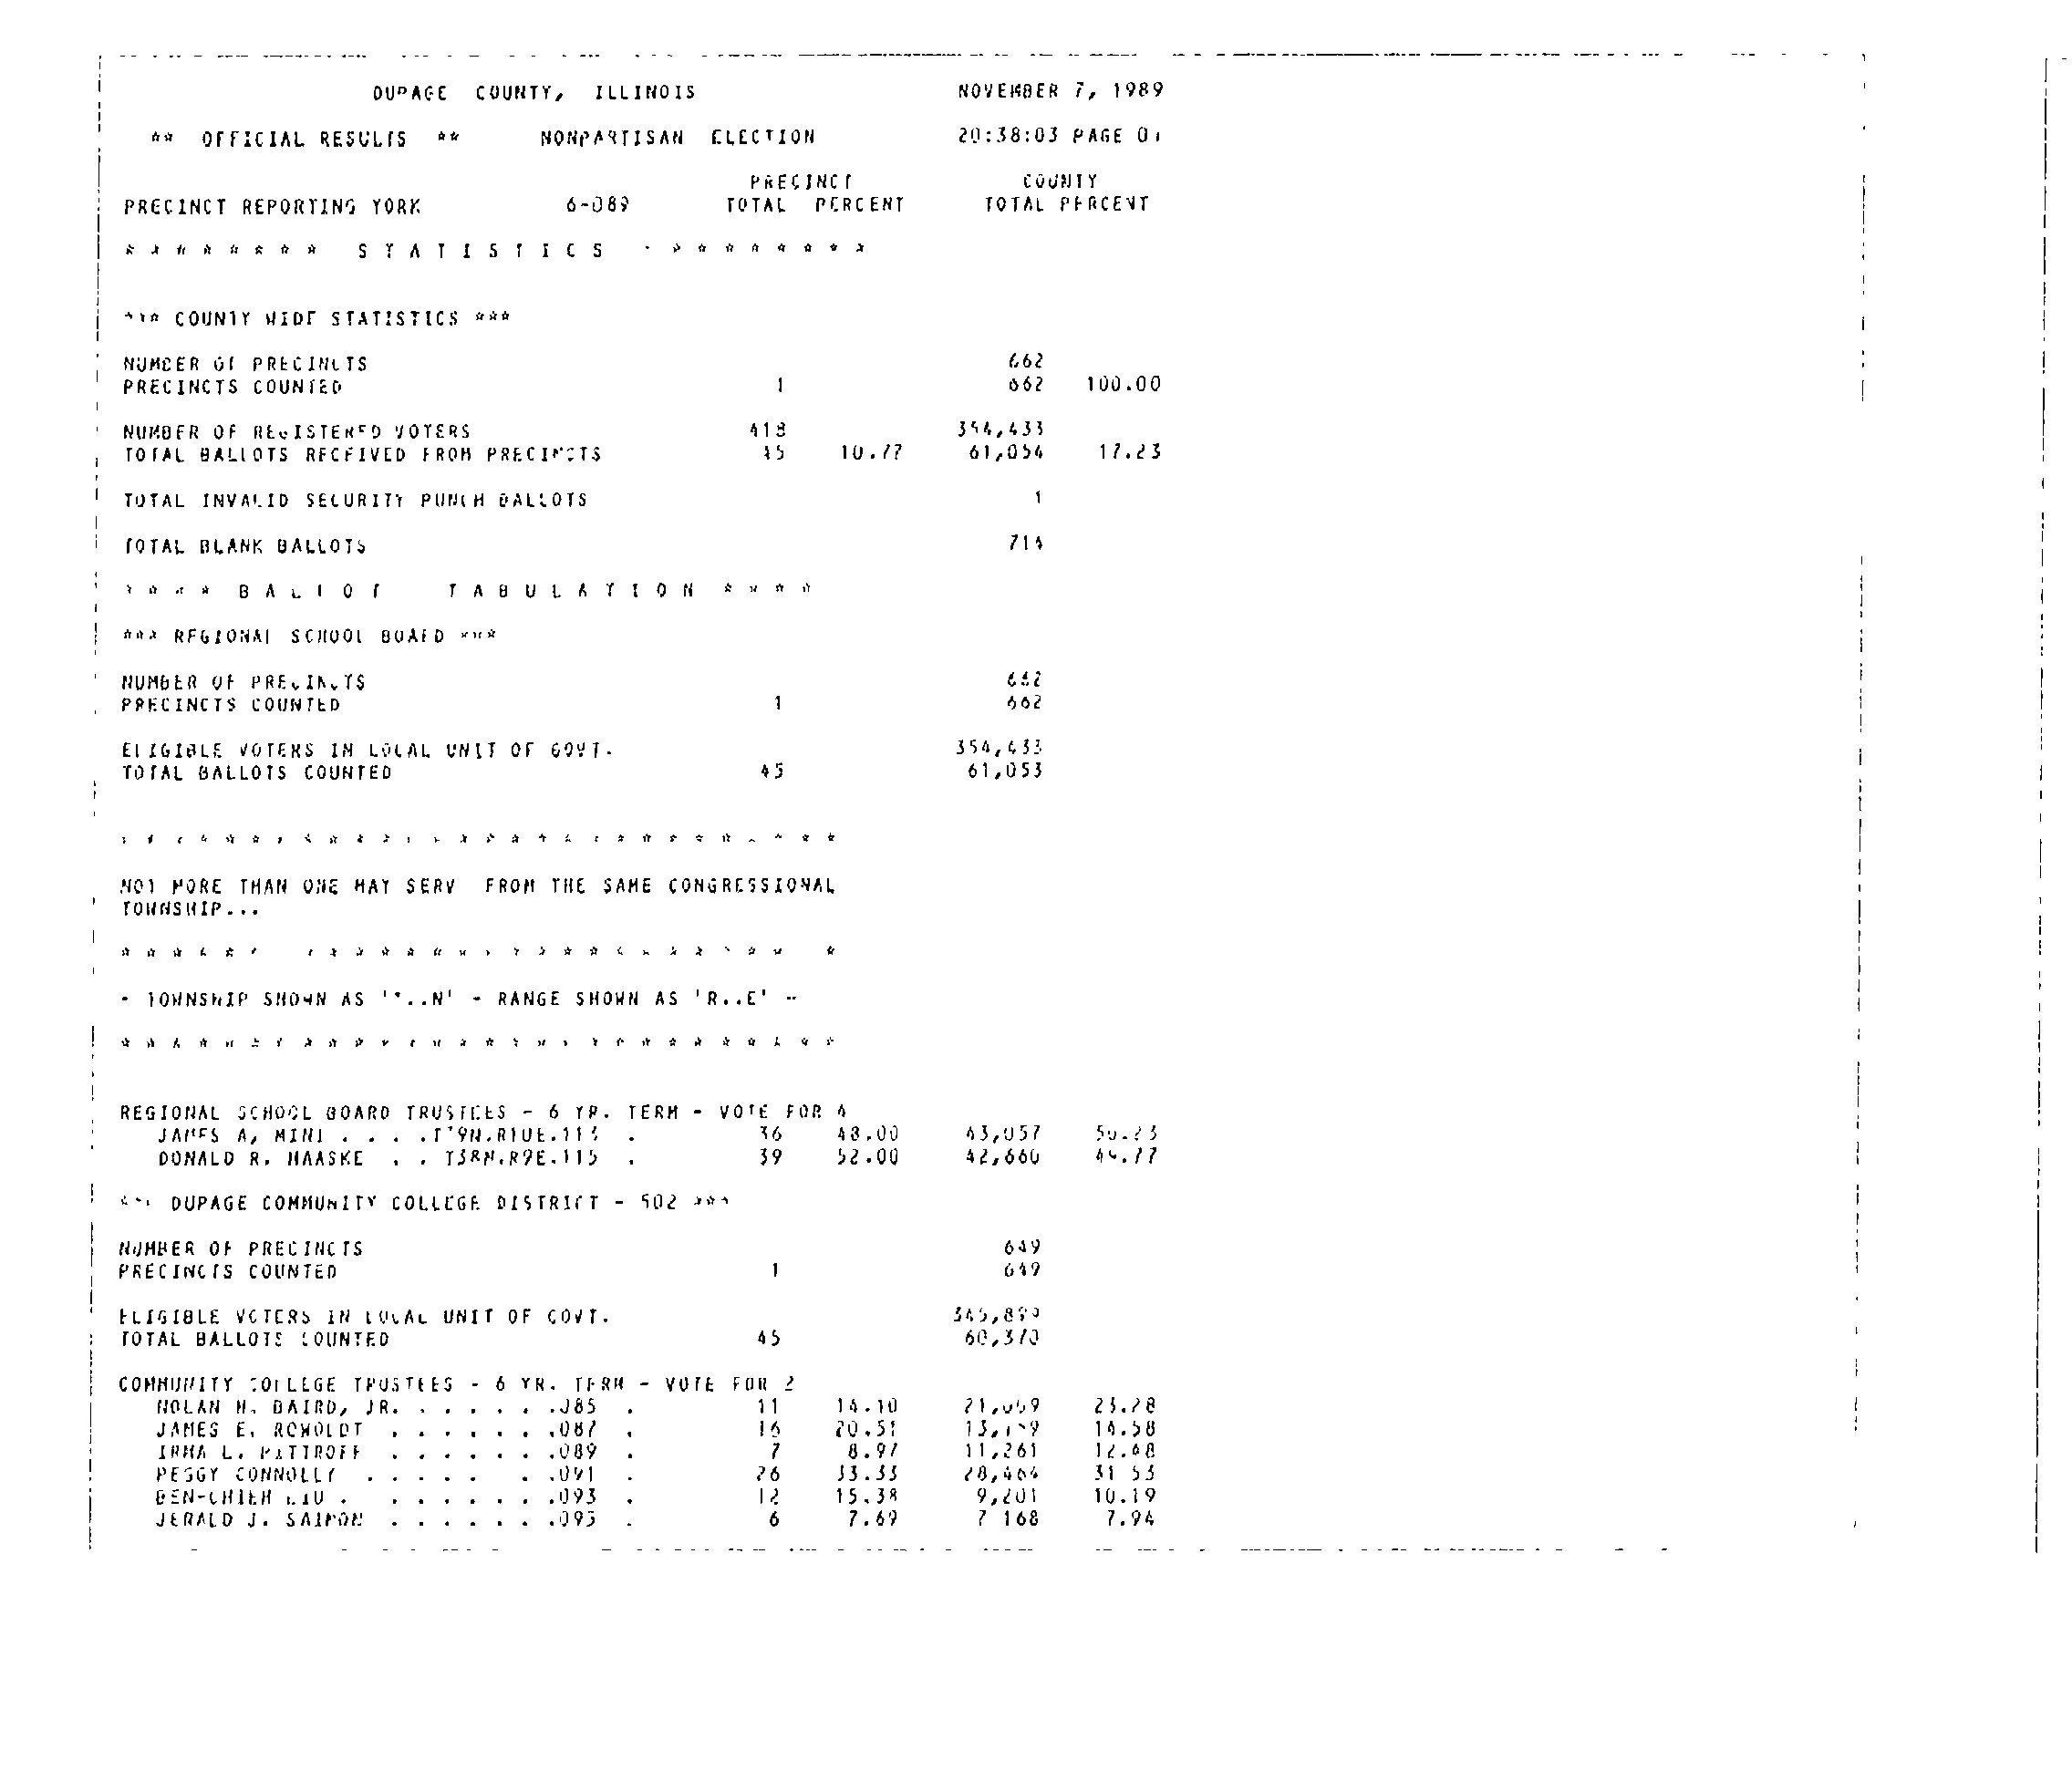 DUPAGE COUNTY, ILLINOIS NOVEMBER 7, 1989
** OFFICIAL RESULTS ** NONPARTISAN ELECTION 20:38:03 PAGE
PRECINCT COUNTY
PRECINCT REPORTING YORK 6-089 TOTAL PERCENT TOTAL PERCENT
* * * * * * * * S T A T I S T I C S * * * * * * * * *
*** COUNTY WIDE STATISTICS ***
NUMBER OF PRECINCTS 662
PRECINCTS COUNTED 1 662 100.00
NUMBER OF REGISTERED VOTERS 418 354,433
TOTAL BALLOTS RECEIVED FROM PRECINCTS 45 10.77 61,054 17.23
TOTAL INVALID SECURITY PUNCH BALLOTS 1
TOTAL BLANK BALLOTS 714
* * * * B A L L O T T A B U L A T I O N * * * *
*** REGIONAL SCHOOL BOARD ***
NUMBER OF PRECINCTS 662
PRECINCTS COUNTED 1 662
ELIGIBLE VOTERS IN LOCAL UNIT OF GOVT. 354,433
TOTAL BALLOTS COUNTED 45 61,053
* * * * * * * * * * * * * * * * * * * * * * * * * * * *
NOT MORE THAN ONE MAY SERV FROM THE SAME CONGRESSIONAL
TOWNSHIP...
* * * * * * * * * * * * * * * * * * * * * * * * * *
- TOWNSHIP SHOWN AS 'T..N' - RANGE SHOWN AS 'R..E' -
* * * * * * * * * * * * * * * * * * * * * * * * * * * *
REGIONAL SCHOOL BOARD TRUSTEES - 6 YR. TERM - VOTE FOR
JAMES A. MINI . . . .T39N.R10E.113 . 36 48.00 43,057 50.23
DONALD R. HAASKE . . T38N.R9E.115 . 39 52.00 42,660 49.77
*** DUPAGE COMMUNITY COLLEGE DISTRICT - 502 ***
NUMBER OF PRECINCTS 649
PRECINCTS COUNTED 1 649
ELIGIBLE VOTERS IN LOCAL UNIT OF GOVT.
TOTAL BALLOTS COUNTED 45 60,370
COMMUNITY COLLEGE TRUSTEES - 6 YR. TERM - VOTE FOR 2
NOLAN H. BAIRD, JR. . . . . . .085 . 11 14.10 23.28
JAMES E. ROWOLDT . . . . . . .087 . 16 20.51 14.58
IRMA L. PATTROFF . . . . . . .089 . 7 8.97 11,261 12.48
PEGGY CONNOLLY . . . . . . .091 . 26 33.33 28,464 31 53
BEN-CHIEH LIU . . . . . . . .093 . 12 15.38 9,201 10.19
JERALD J. SAIMON . . . . . . .095 . 6 7.69 7 168 7.94